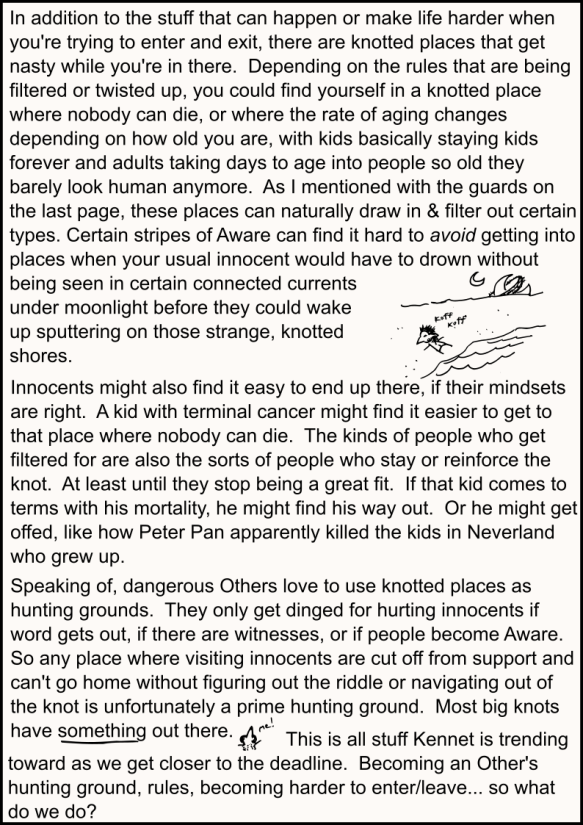 In addition to the stuff that can happen or make life harder when
you're trying to enter and exit, there are knotted places that get
nasty while you're in there.  Depending on the rules that are being
filtered or twisted up, you could find yourself in a knotted place
where nobody can die, or where the rate of aging changes
depending on how old you are, with kids basically staying kids
forever and adults taking days to age into people so old they
barely look human anymore.  As I mentioned with the guards on
the last page, these places can naturally draw in & filter out certain
types. Certain stripes of Aware can find it hard to avoid getting into
places when your usual innocent would have to drown without
being seen in certain connected currents
under moonlight before they could wake
up sputtering on those strange, knotted
shores.
Koff
Koff
Innocents might also find it easy to end up there, if their mindsets
are right.  A kid with terminal cancer might find it easier to get to
that place where nobody can die.  The kinds of people who get
filtered for are also the sorts of people who stay or reinforce the
knot.  At least until they stop being a great fit.  If that kid comes to
terms with his mortality, he might find his way out.  Or he might get
offed, like how Peter Pan apparently killed the kids in Neverland
who grew up.
Speaking of, dangerous Others love to use knotted places as
hunting grounds.  They only get dinged for hurting innocents if
word gets out, if there are witnesses, or if people become Aware.
So any place where visiting innocents are cut off from support and
can't go home without figuring out the riddle or navigating out of
the knot is unfortunately a prime hunting ground.  Most big knots
have something out there.
me!
This is all stuff Kennet is trending
toward as we get closer to the deadline.  Becoming an Other's
hunting ground, rules, becoming harder to enter/leave... so what
do we do?